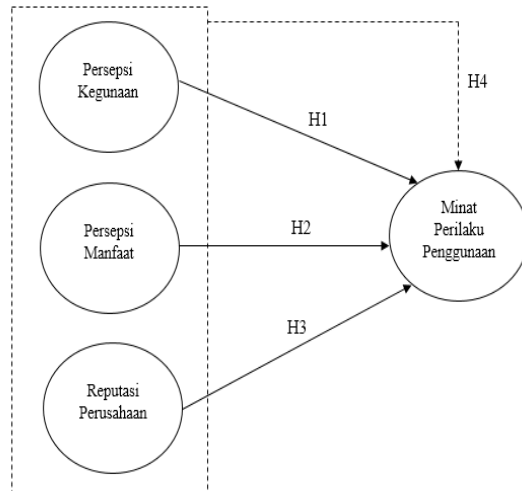 Persepsi
Kegunaan
H1
H4
Persepsi
Manfaat
H2
Minat
Perilaku
Penggunaan
H3
Reputasi
Perusahaan